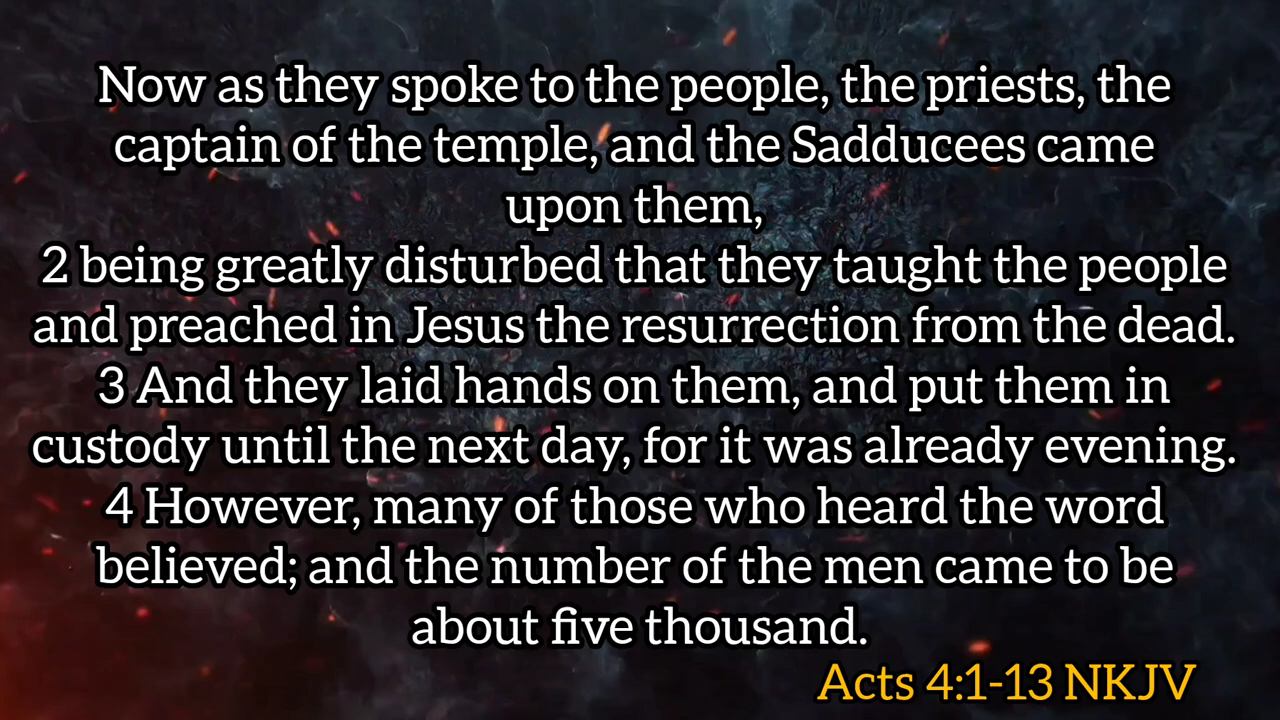 Now as they spoke to the people, the priests, the
captain of the temple, and the Sadducees came
upon them,
2 being greatly disturbed that they taught the people
and preached in Jesus the resurrection from the dead.
3 And they laid hands on them, and put them in
custody until the next day, for it was already evening.
4 However, many of those who heard the word
believed; and the number of the men came to be
about five thousand.
Acts 4:1-13 NKJV